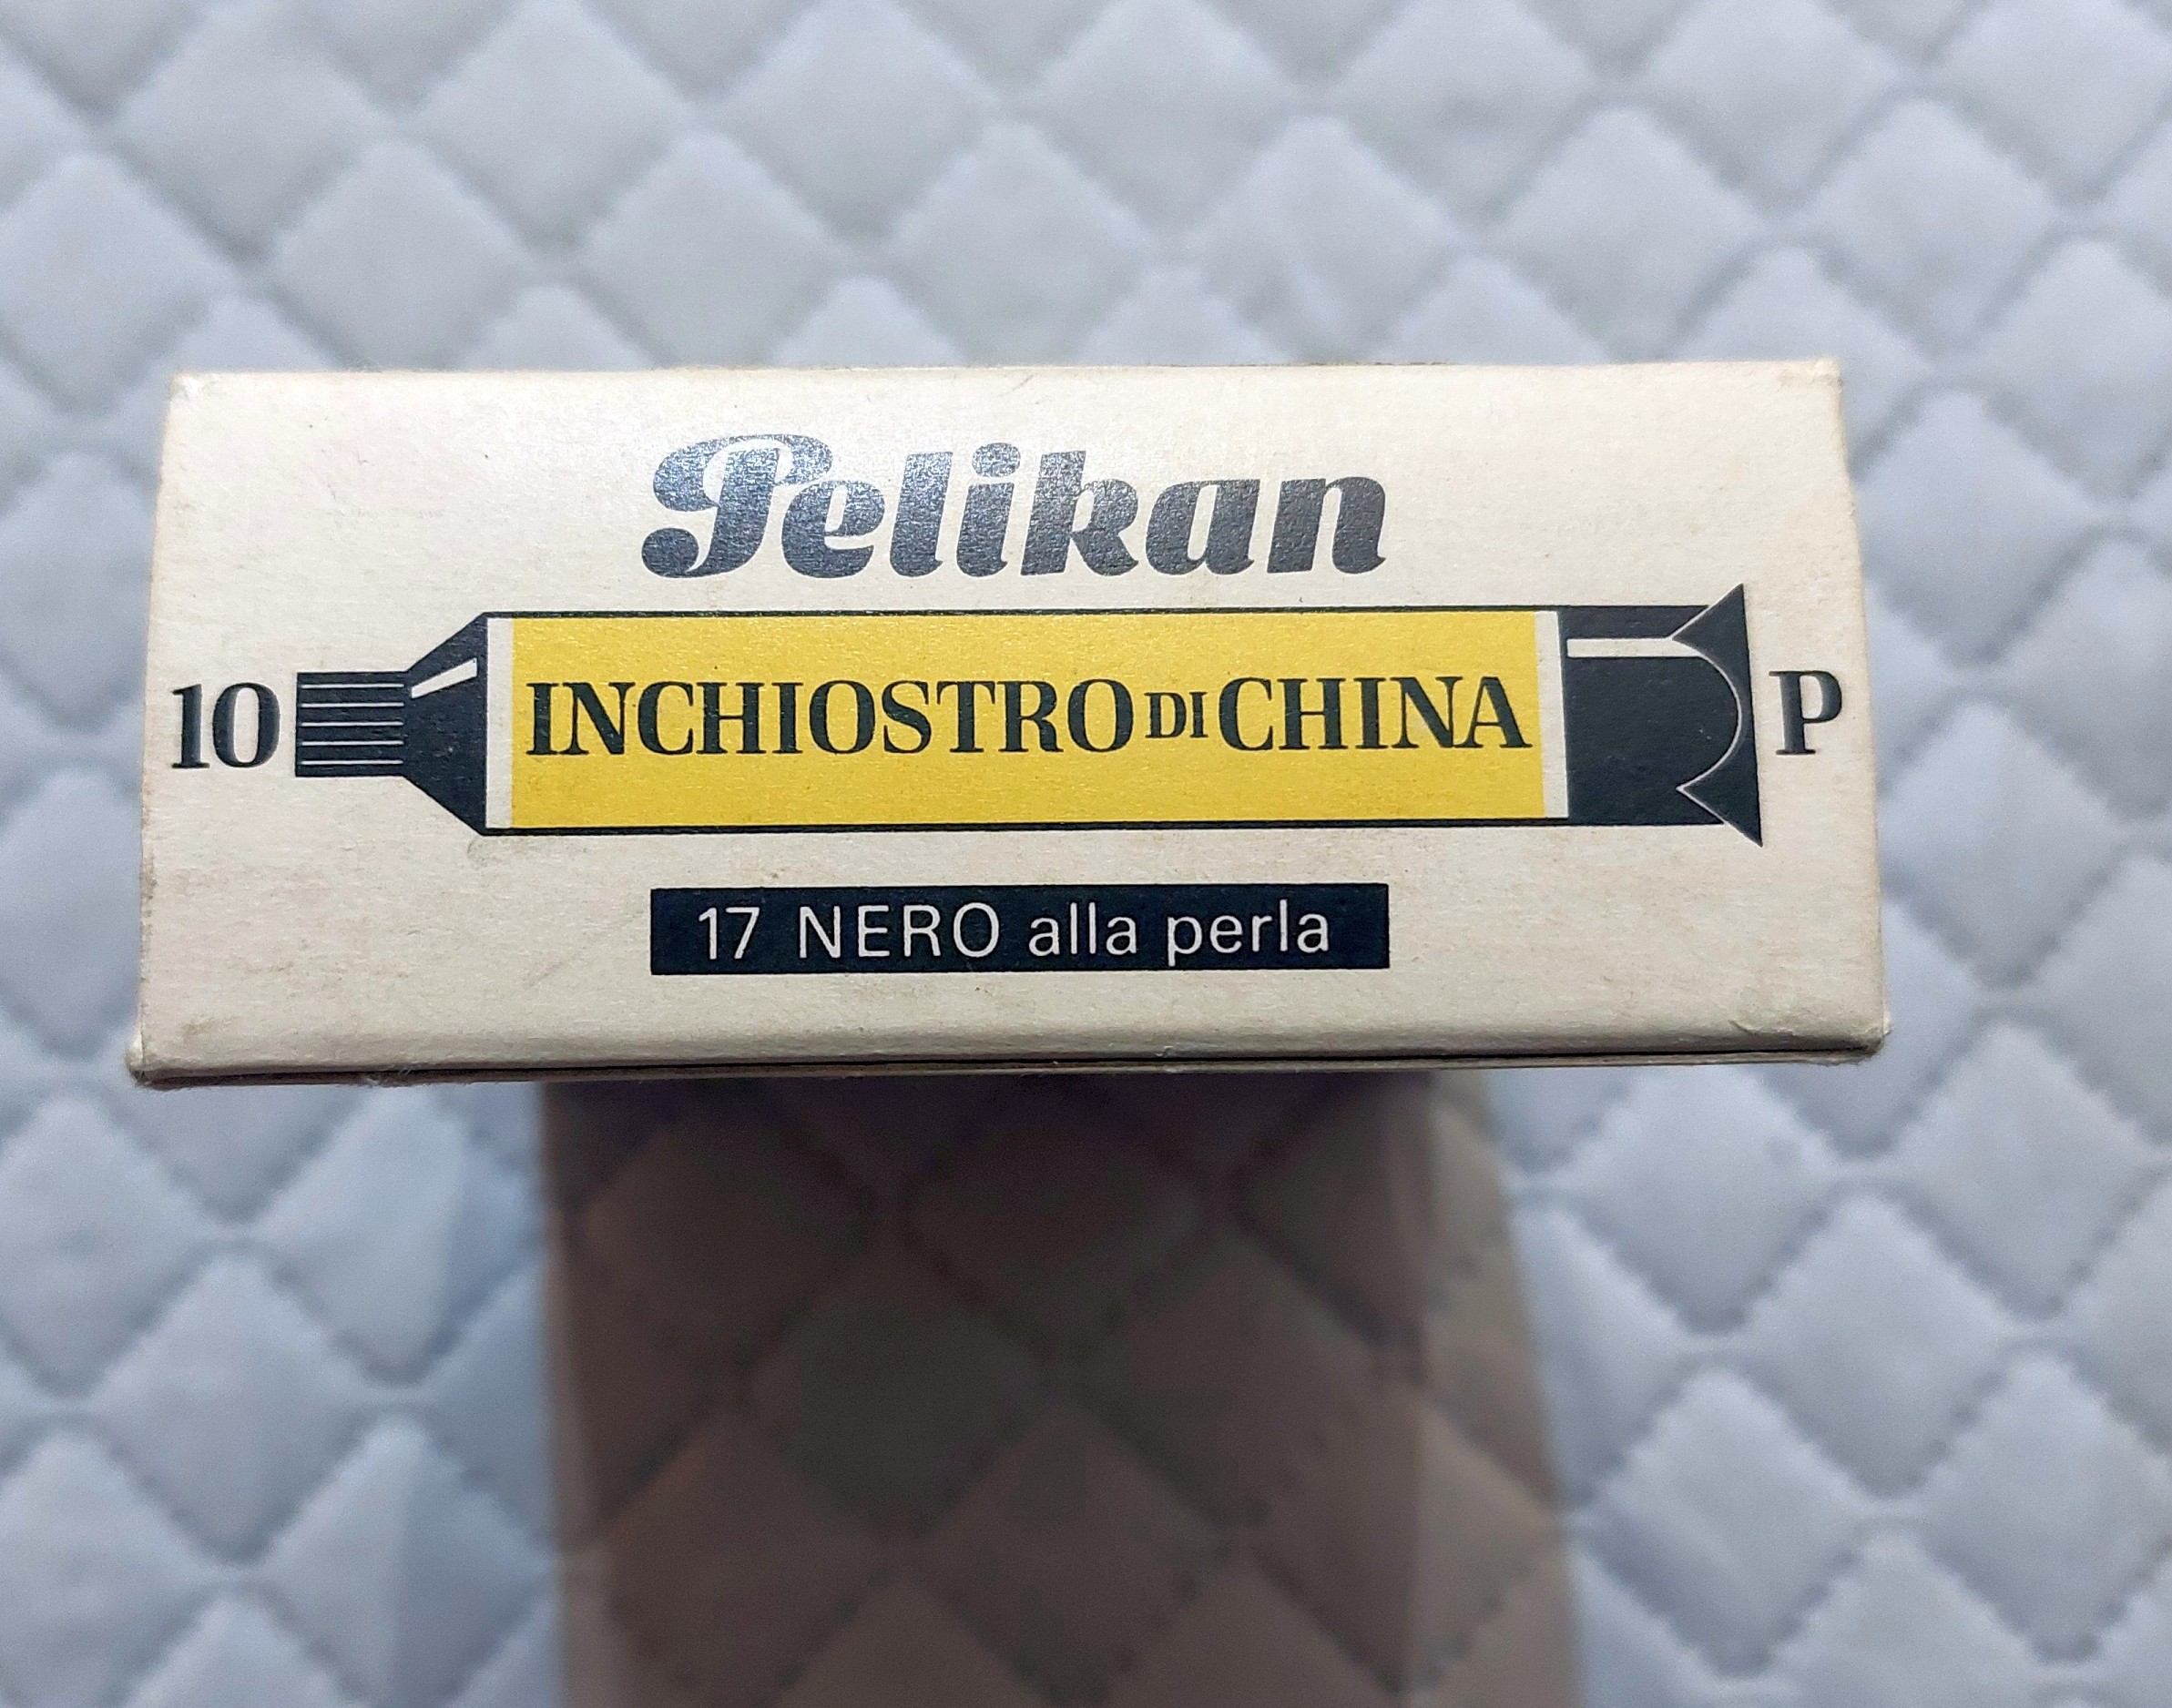 Pelikan
10 INCHIOSTRO DI CHINA P
17 NERO alla perla